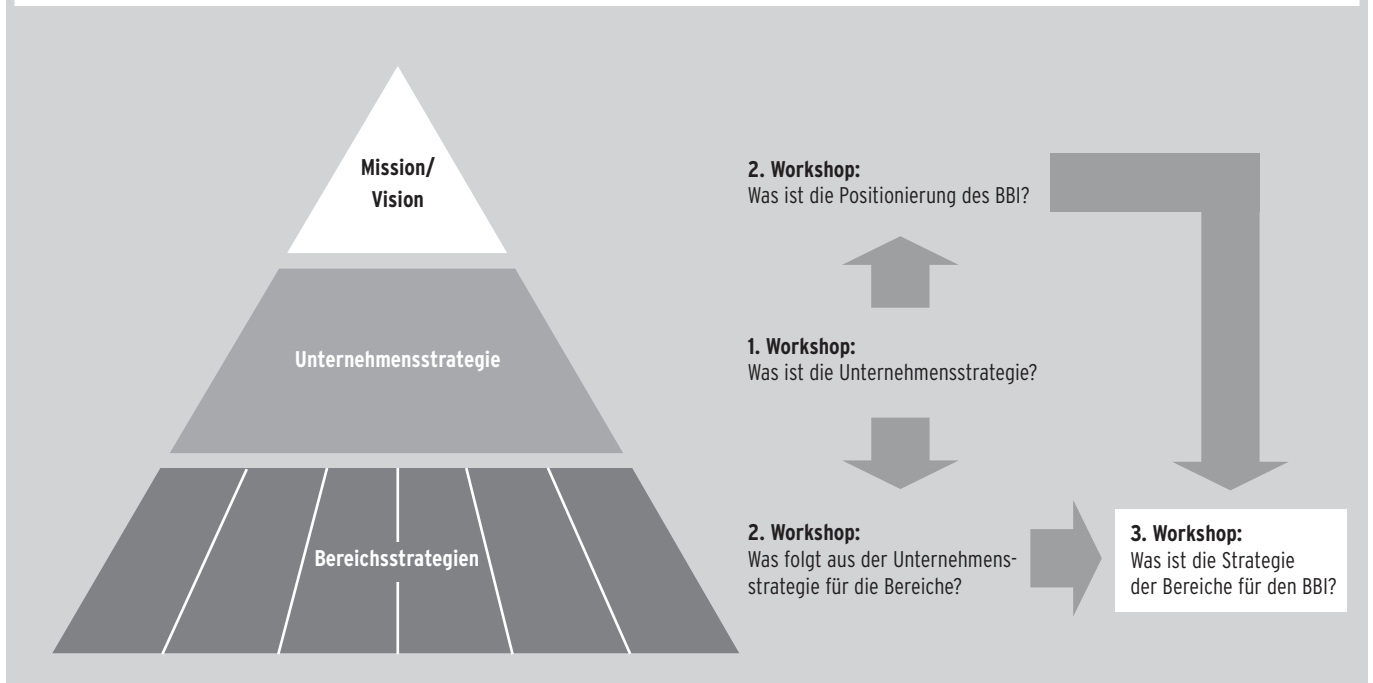 Mission/
Vision
Unternehmensstrategie
Bereichsstrategien
2. Workshop:
Was ist die Positionierung des BBI?
1. Workshop:
Was ist die Unternehmensstrategie?
2. Workshop:
Was folgt aus der Unternehmens-
strategie für die Bereiche?
3. Workshop:
Was ist die Strategie
der Bereiche für den BBI?